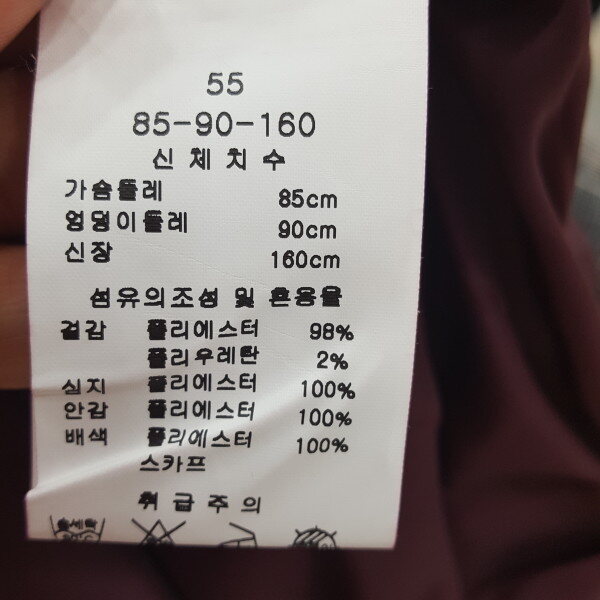 55
85-90-160
신 체 치 수
가슴둘레 85cm
엉덩이둘레 90cm
신장 160cm
섬유의조성 및 혼용율
겉감 폴리에스터 98%
폴리우레탄 2%
심지 폴리에스터 100%
안감 폴리에스터 100%
배색 폴리에스터 100%
스카프
취 급 주 의